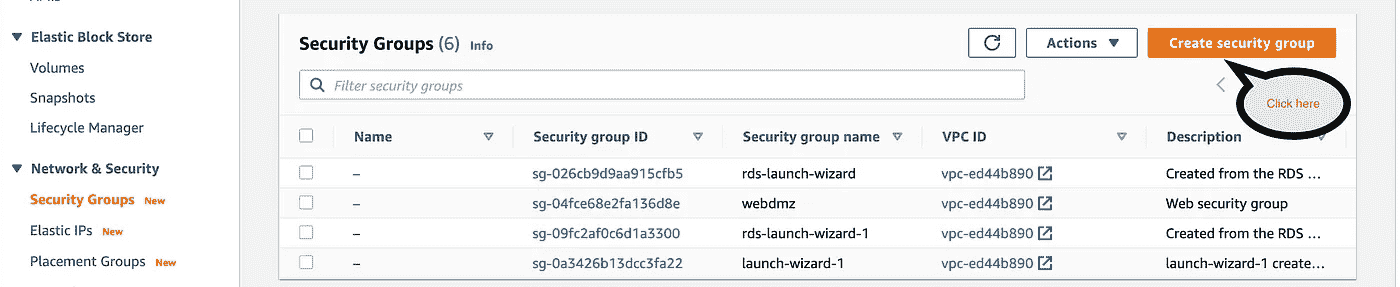 Elastic Block Store
Volumes
Snapshots
Lifecycle Manager
Network & Security
Security Groups New
Elastic IPs New
Placement Groups New
Security Groups (6) Info
Actions
Create security group
Filter security groups
Click here
Name Security group ID Security group name VPC ID Description
– sg-026cb9d9aa915cfb5 rds-launch-wizard vpc-ed44b890 Created from the RDS ...
– sg-04fce68e2fa136d8e webdmz vpc-ed44b890 Web security group
– sg-09fc2af0c6d1a3300 rds-launch-wizard-1 vpc-ed44b890 Created from the RDS ...
– sg-0a3426b13dcc3fa22 launch-wizard-1 vpc-ed44b890 launch-wizard-1 create...